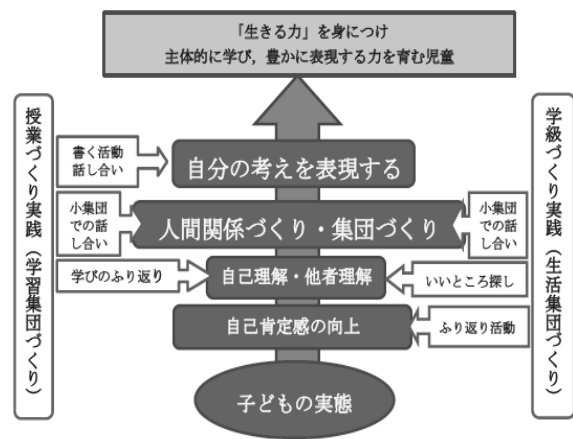 「生きる力」を身につけ
主体的に学び，豊かに表現する力を育む児童
授業づくり実践（学習集団づくり）
学級づくり実践（生活集団づくり）
書く活動
話し合い
自分の考えを表現する
小集団
での話
し合い
人間関係づくり・集団づくり
小集団
での話
し合い
学びのふり返り
自己理解・他者理解
いいところ探し
自己肯定感の向上
ふり返り活動
子どもの実態